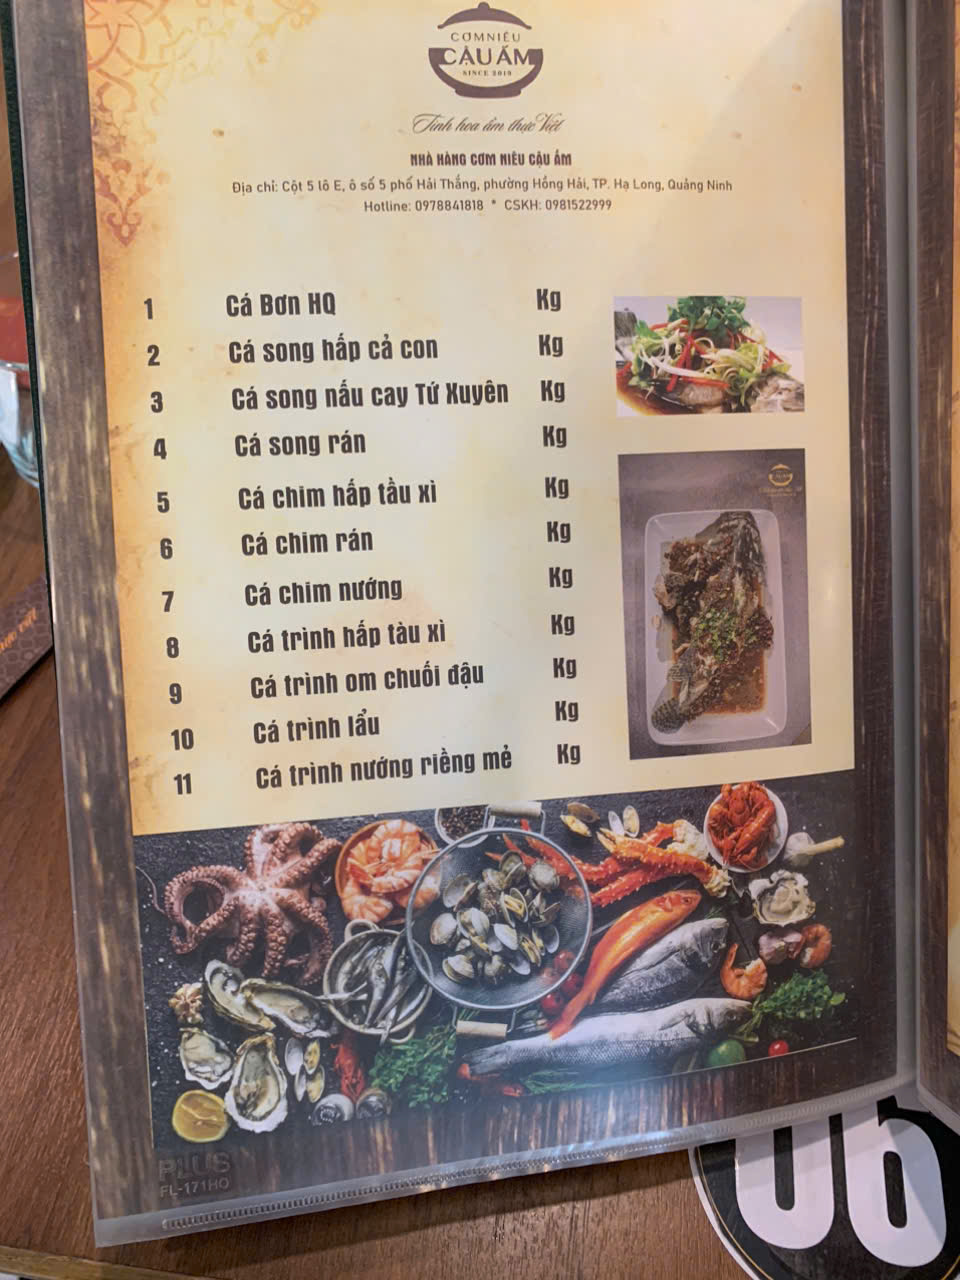 CƠM NIÊU
CẬU ẤM
SINCE 2019
Tinh hoa ẩm thực Việt
NHÀ HÀNG CƠM NIÊU CẬU ẤM
Địa chỉ: Cột 5 lô E, ô số 5 phố Hải Thắng, phường Hồng Hải, TP. Hạ Long, Quảng Ninh
Hotline: 0978841818 * CSKH: 0981522999
1 Cá Bơn HQ Kg
2 Cá song hấp cả con Kg
3 Cá song nấu cay Tứ Xuyên Kg
4 Cá song rán Kg
5 Cá chim hấp tầu xì Kg
6 Cá chim rán Kg
7 Cá chim nướng Kg
8 Cá trình hấp tàu xì Kg
9 Cá trình om chuối đậu Kg
10 Cá trình lẩu Kg
11 Cá trình nướng riềng mẻ Kg
CẬU ẤM
PLUS
FL-171HO
06